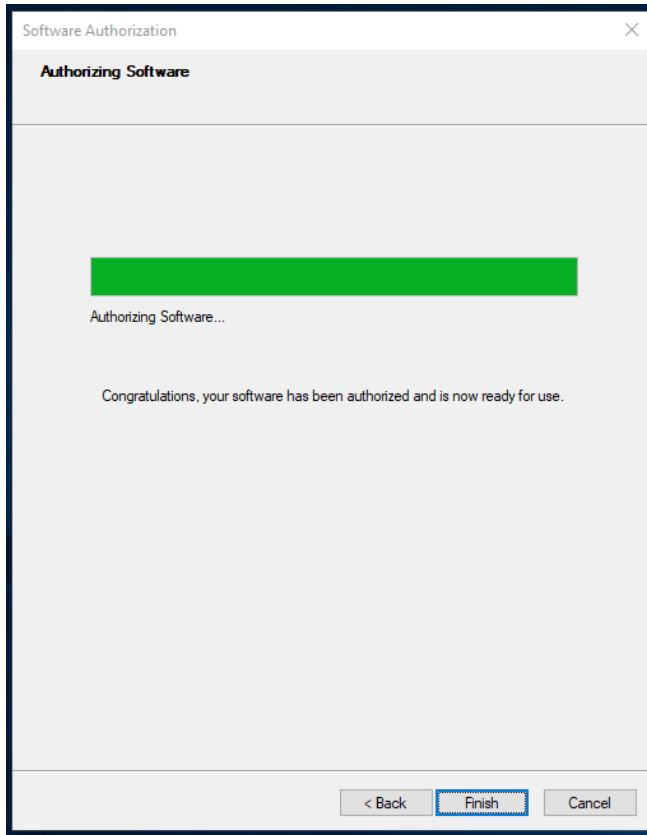 Software Authorization
Authorizing Software
Authorizing Software...
Congratulations, your software has been authorized and is now ready for use.
< Back
Finish
Cancel